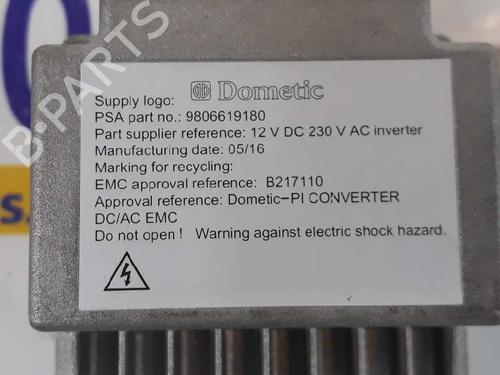 Supply logo: Dometic
PSA part no.: 9806619180
Part supplier reference: 12 V DC 230 V AC inverter
Manufacturing date: 05/16
Marking for recycling:
EMC approval reference: B217110
Approval reference: Dometic-PI CONVERTER
DC/AC EMC
Do not open ! Warning against electric shock hazard.
B-PARTS